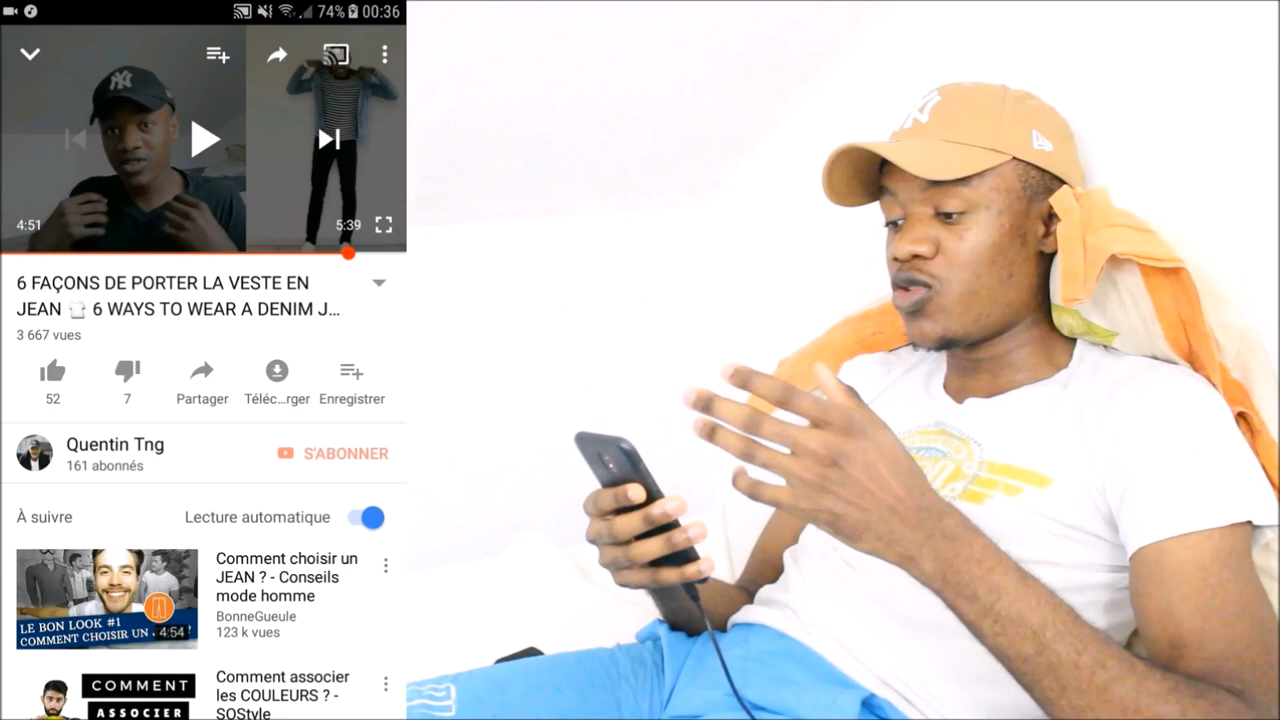 74% 00:36
NY
4:51
5:39
6 FAÇONS DE PORTER LA VESTE EN
JEAN 👕 6 WAYS TO WEAR A DENIM J...
3 667 vues
52
7
Partager
Téléc...rger
Enregistrer
Quentin Tng
161 abonnés
S'ABONNER
À suivre
Lecture automatique
LE BON LOOK #1
COMMENT CHOISIR UN
4:54
Comment choisir un
JEAN ? - Conseils
mode homme
BonneGueule
123 k vues
COMMENT
ASSOCIER
Comment associer
les COULEURS ? -
SOStyle
NY